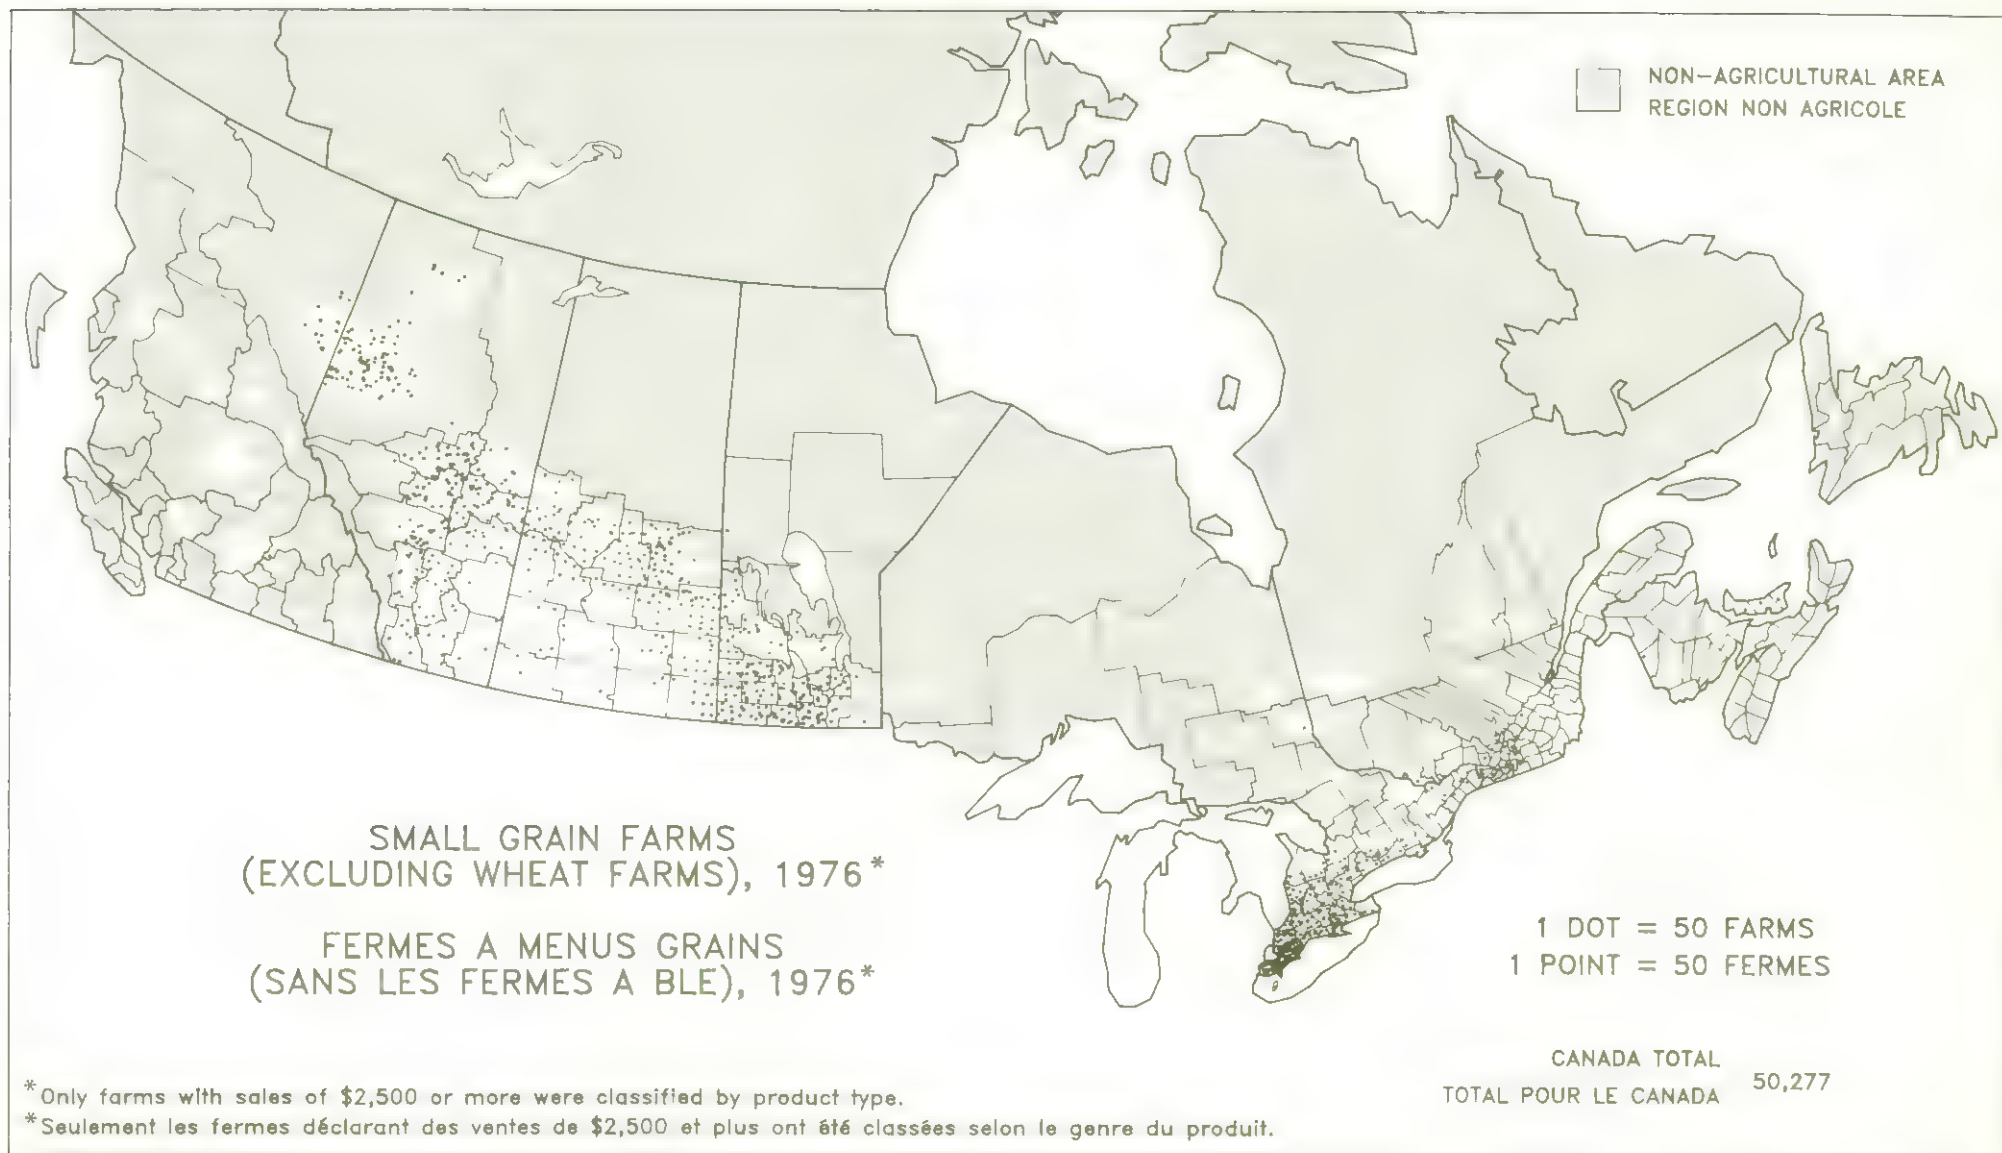 NON-AGRICULTURAL AREA
REGION NON AGRICOLE
SMALL GRAIN FARMS
(EXCLUDING WHEAT FARMS), 1976*
FERMES A MENUS GRAINS
(SANS LES FERMES A BLE), 1976*
1 DOT = 50 FARMS
1 POINT = 50 FERMES
CANADA TOTAL
TOTAL POUR LE CANADA 50,277
*Only farms with sales of $2,500 or more were classified by product type.
*Seulement les fermes déclarant des ventes de $2,500 et plus ont été classées selon le genre du produit.